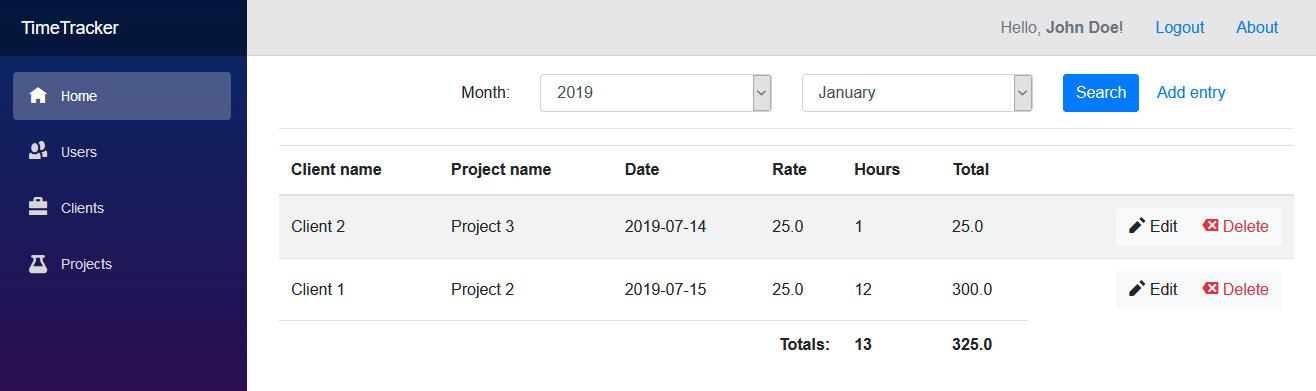 TimeTracker
Hello, John Doe! Logout About
Home
Users
Clients
Projects
Month: 2019 January Search Add entry
Client name Project name Date Rate Hours Total
Client 2 Project 3 2019-07-14 25.0 1 25.0 Edit Delete
Client 1 Project 2 2019-07-15 25.0 12 300.0 Edit Delete
Totals: 13 325.0